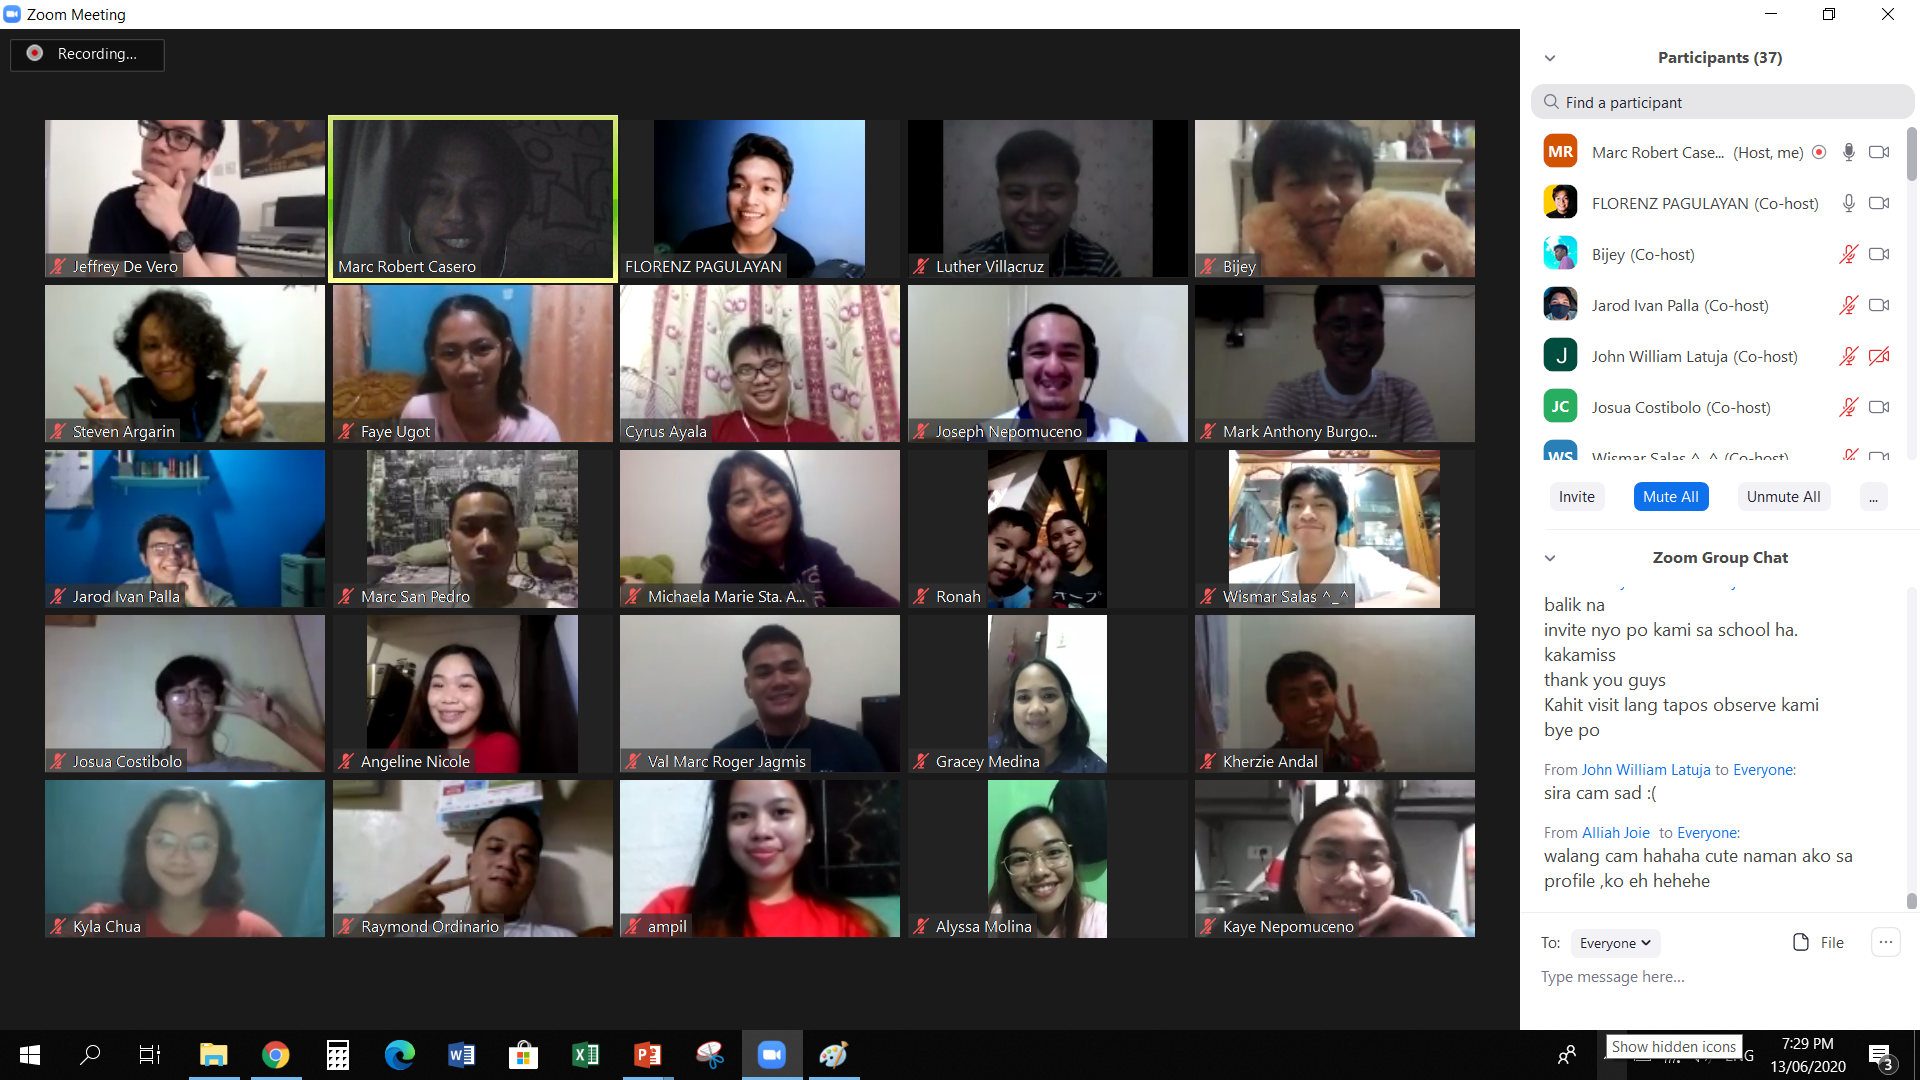 Zoom Meeting
Recording...
Jeffrey De Vero
Marc Robert Casero
FLORENZ PAGULAYAN
Luther Villacruz
Bijey
Steven Argarin
Faye Ugot
Cyrus Ayala
Joseph Nepomuceno
Mark Anthony Burgo...
Jarod Ivan Palla
Marc San Pedro
Michaela Marie Sta. A...
Ronah
Wismar Salas ^_^
Josua Costibolo
Angeline Nicole
Val Marc Roger Jagmis
Gracey Medina
Kherzie Andal
Kyla Chua
Raymond Ordinario
ampil
Alyssa Molina
Kaye Nepomuceno
Participants (37)
Find a participant
MR Marc Robert Case... (Host, me)
FLORENZ PAGULAYAN (Co-host)
Bijey (Co-host)
Jarod Ivan Palla (Co-host)
J John William Latuja (Co-host)
JC Josua Costibolo (Co-host)
WS Wismar Salas ^_^ (Co-host)
Invite Mute All Unmute All ...
Zoom Group Chat
balik na
invite nyo po kami sa school ha.
kakamiss
thank you guys
Kahit visit lang tapos observe kami
bye po
From John William Latuja to Everyone:
sira cam sad :(
From Alliah Joie to Everyone:
walang cam hahaha cute naman ako sa
profile ,ko eh hehehe
To: Everyone File ...
Type message here...
Show hidden icons
7:29 PM
13/06/2020
3